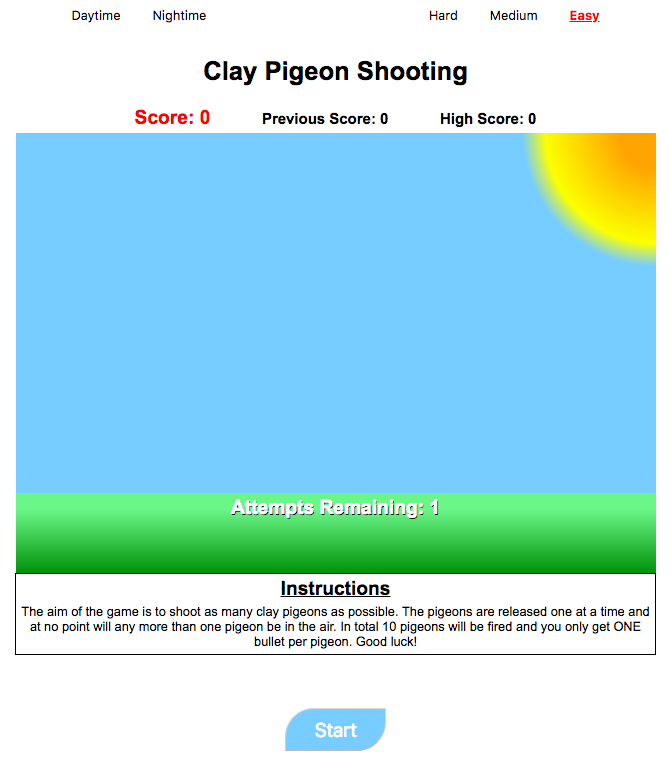 Daytime Nightime Hard Medium Easy
Clay Pigeon Shooting
Score: 0 Previous Score: 0 High Score: 0
Attempts Remaining: 1
Instructions
The aim of the game is to shoot as many clay pigeons as possible. The pigeons are released one at a time and
at no point will any more than one pigeon be in the air. In total 10 pigeons will be fired and you only get ONE
bullet per pigeon. Good luck!
Start